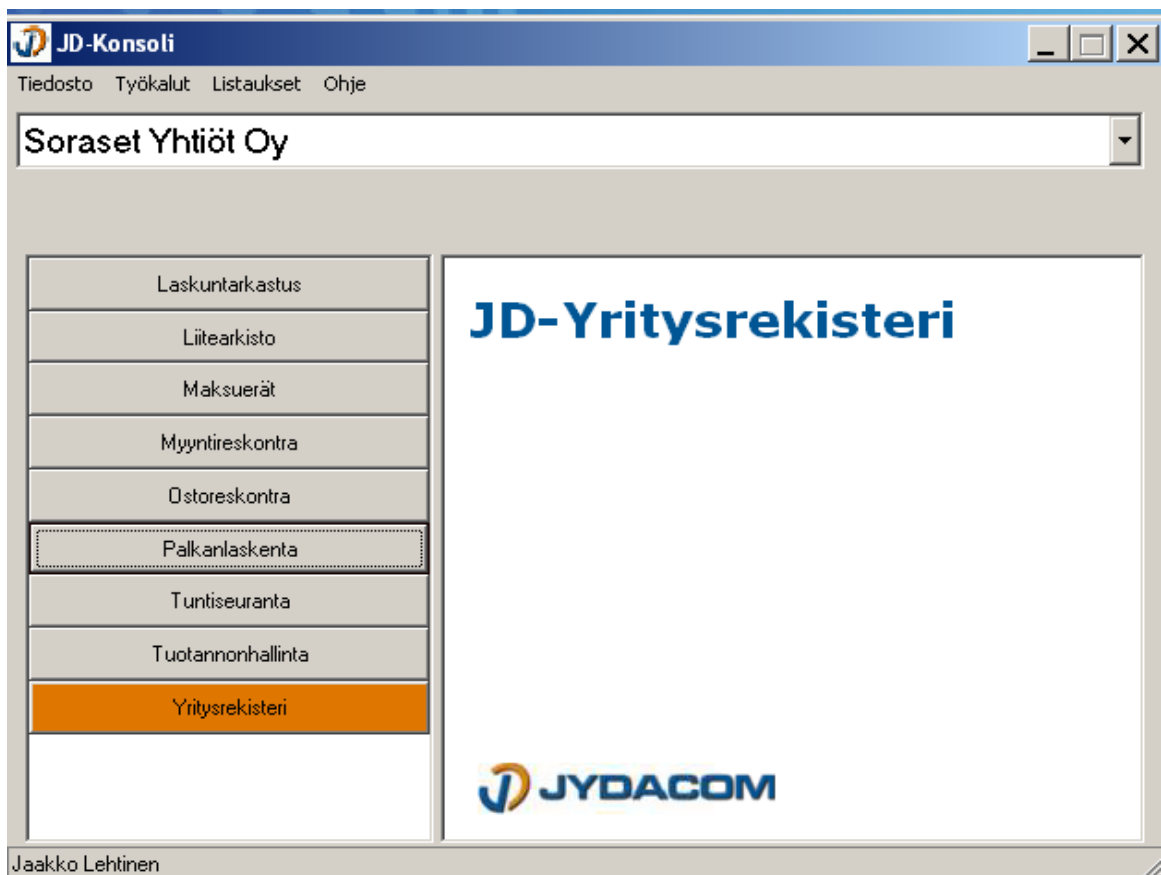 JD-Konsoli
Tiedosto Työkalut Listaukset Ohje
Soraset Yhtiöt Oy
Laskuntarkastus
Liitearkisto
Maksuerät
Myyntireskontra
Ostoreskontra
Palkanlaskenta
Tuntiseuranta
Tuotannonhallinta
Yritysrekisteri
JD-Yritysrekisteri
JYDACOM
Jaakko Lehtinen